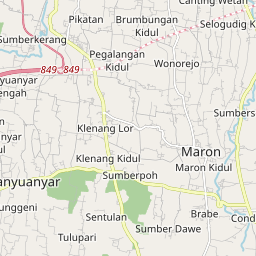 Canting Wetan
Pikatan
Brumbungan
Kidul
Selogudig K
Sumberkerang
Pegalangan
Kidul
Wonorejo
849, 849
nyuanyar
engah
Klenang Lor
Sumbers
Maron
Klenang Kidul
Maron Kidul
Sumberpoh
anyuanyar
unggeni
Sentulan
Brabe
Cond
Sumber Dawe
Tulupari